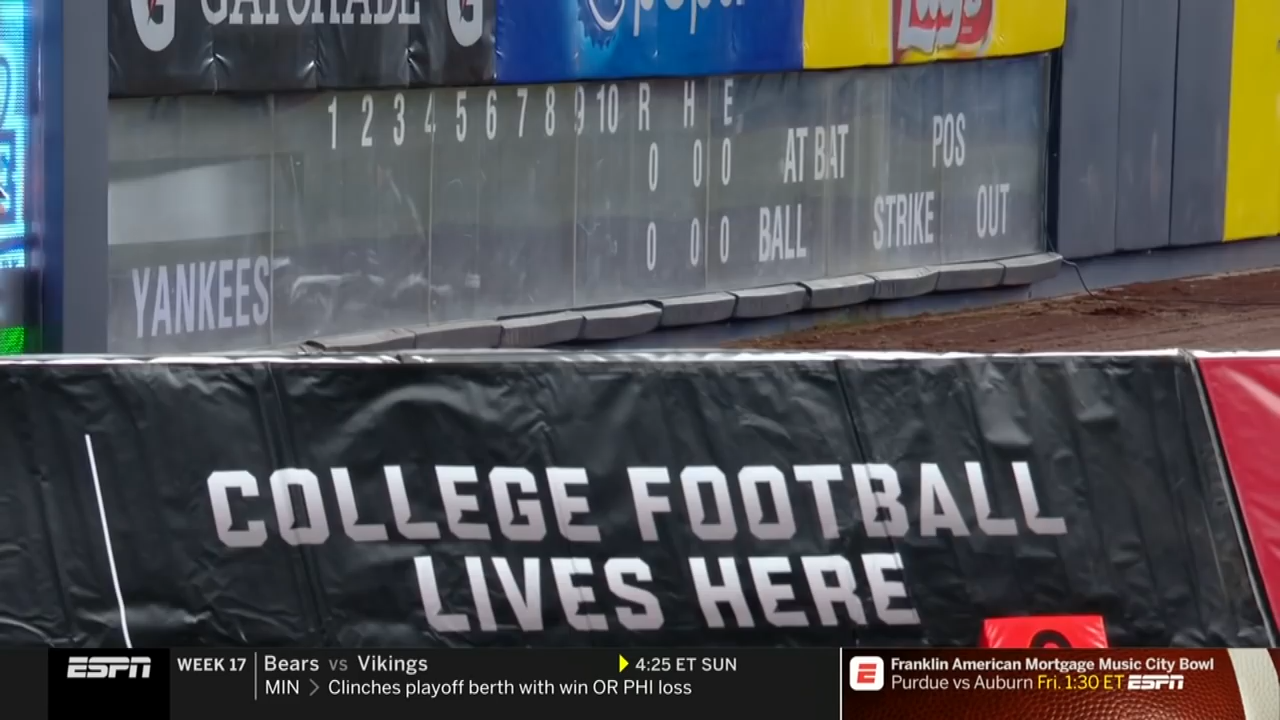 GATORADE
pepsi
Lay's
1 2 3 4 5 6 7 8 9 10 R H E
0 0 0 AT BAT POS
0 0 0 BALL STRIKE OUT
YANKEES
COLLEGE FOOTBALL
LIVES HERE
ESPN WEEK 17 Bears vs Vikings 4:25 ET SUN
MIN > Clinches playoff berth with win OR PHI loss
E Franklin American Mortgage Music City Bowl
Purdue vs Auburn Fri. 1:30 ET ESPN